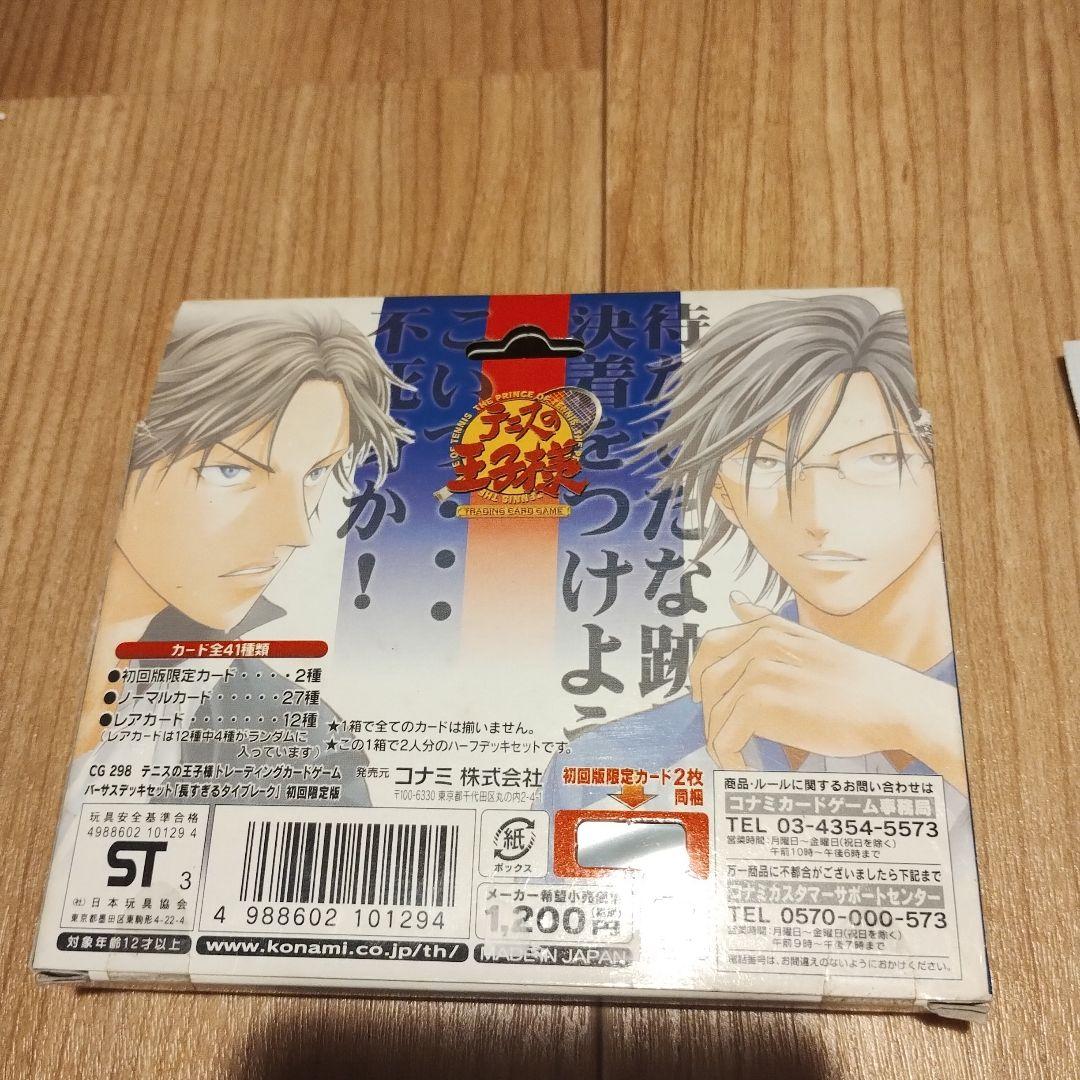 待たせたな跡
決着をつけよう
こいつ・・・
不死身か!
THE PRINCE OF TENNIS
テニスの
王子様
TRADING CARD GAME
カード全41種類
●初回版限定カード・・・・2種
●ノーマルカード・・・・・27種
●レアカード・・・・・・・12種
(レアカードは12種中4種がランダムに
入っています)
★1箱で全てのカードは揃いません。
★この1箱で2人分のハーフデッキセットです。
CG 298 テニスの王子様トレーディングカードゲーム
バーサスデッキセット「長すぎるタイブレーク」初回限定版
発売元 コナミ 株式会社
〒100-6330 東京都千代田区丸の内2-4-1
初回版限定カード2枚
同梱
玩具安全基準合格
4988602 10129 4
ST 3
(社)日本玩具協会
東京都墨田区東駒形4-22-4
対象年齢12才以上
4 988602 101294
www.konami.co.jp/th/
紙
ボックス
メーカー希望小売価格
1,200円
MADE IN JAPAN
商品・ルールに関するお問い合わせは
コナミカードゲーム事務局
TEL 03-4354-5573
営業時間:月曜日〜金曜日(祝日を除く)
午前10時〜午後6時まで
万一商品に不都合がございましたら下記まで
コナミカスタマーサポートセンター
TEL 0570-000-573
営業時間:月曜日〜金曜日(祝日を除く)
午前9時〜午後7時まで
電話番号は、お間違えのないようにおかけください。